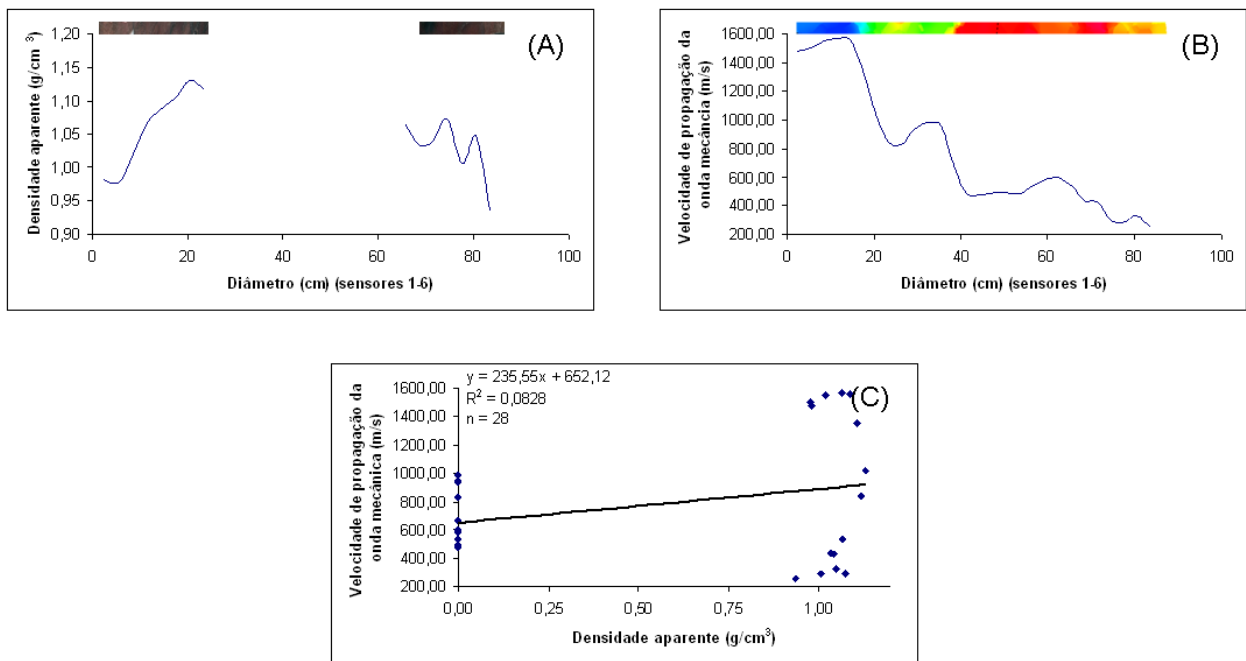 (A)
1,20
1,15
1,10
1,05
1,00
0,95
0,90
Densidade aparente (g/cm³)
0 20 40 60 80 100
Diâmetro (cm) (sensores 1-6)
(B)
1600,00
1400,00
1200,00
1000,00
800,00
600,00
400,00
200,00
Velocidade de propagação da
onda mecância (m/s)
0 20 40 60 80 100
Diâmetro (cm) (sensores 1-6)
(C)
y = 235,55x + 652,12
R² = 0,0828
n = 28
1600,00
1400,00
1200,00
1000,00
800,00
600,00
400,00
200,00
Velocidade de propagação da
onda mecânica (m/s)
0,00 0,25 0,50 0,75 1,00
Densidade aparente (g/cm³)